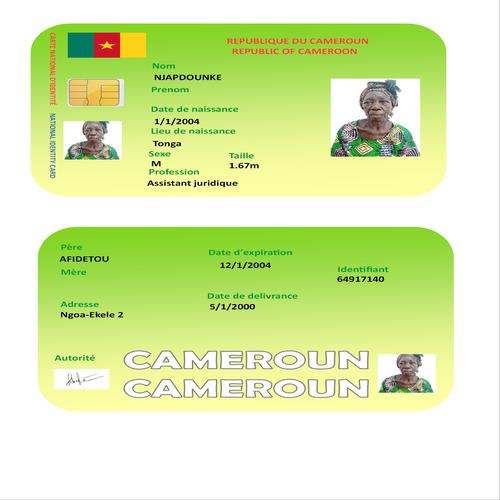 CARTE NATIONAL D'IDENTITÉ
NATIONAL IDENTITY CARD
REPUBLIQUE DU CAMEROUN
REPUBLIC OF CAMEROON
Nom
NJAPDOUNKE
Prenom
Date de naissance
1/1/2004
Lieu de naissance
Tonga
Sexe
M
Taille
1.67m
Profession
Assistant juridique
Père
AFIDETOU
Mère
Date d'expiration
12/1/2004
Identifiant
64917140
Date de delivrance
5/1/2000
Adresse
Ngoa-Ekele 2
Autorité
CAMEROUN
CAMEROUN